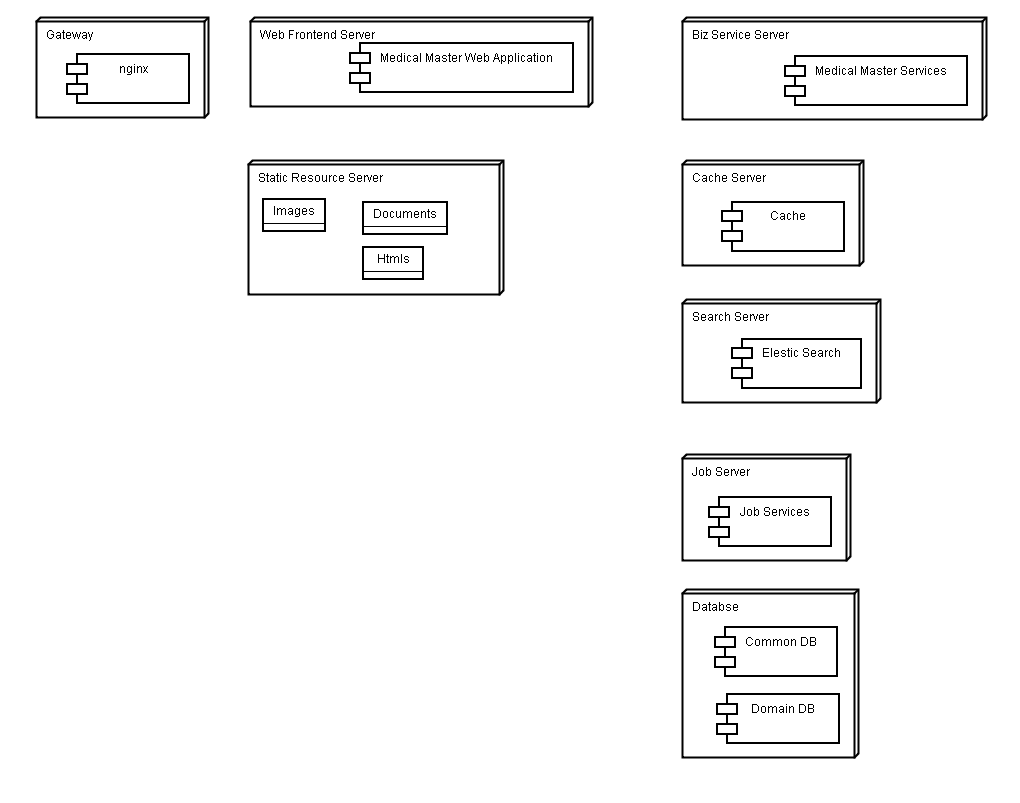 Gateway
nginx
Web Frontend Server
Medical Master Web Application
Biz Service Server
Medical Master Services
Static Resource Server
Images
Documents
Htmls
Cache Server
Cache
Search Server
Elestic Search
Job Server
Job Services
Databse
Common DB
Domain DB